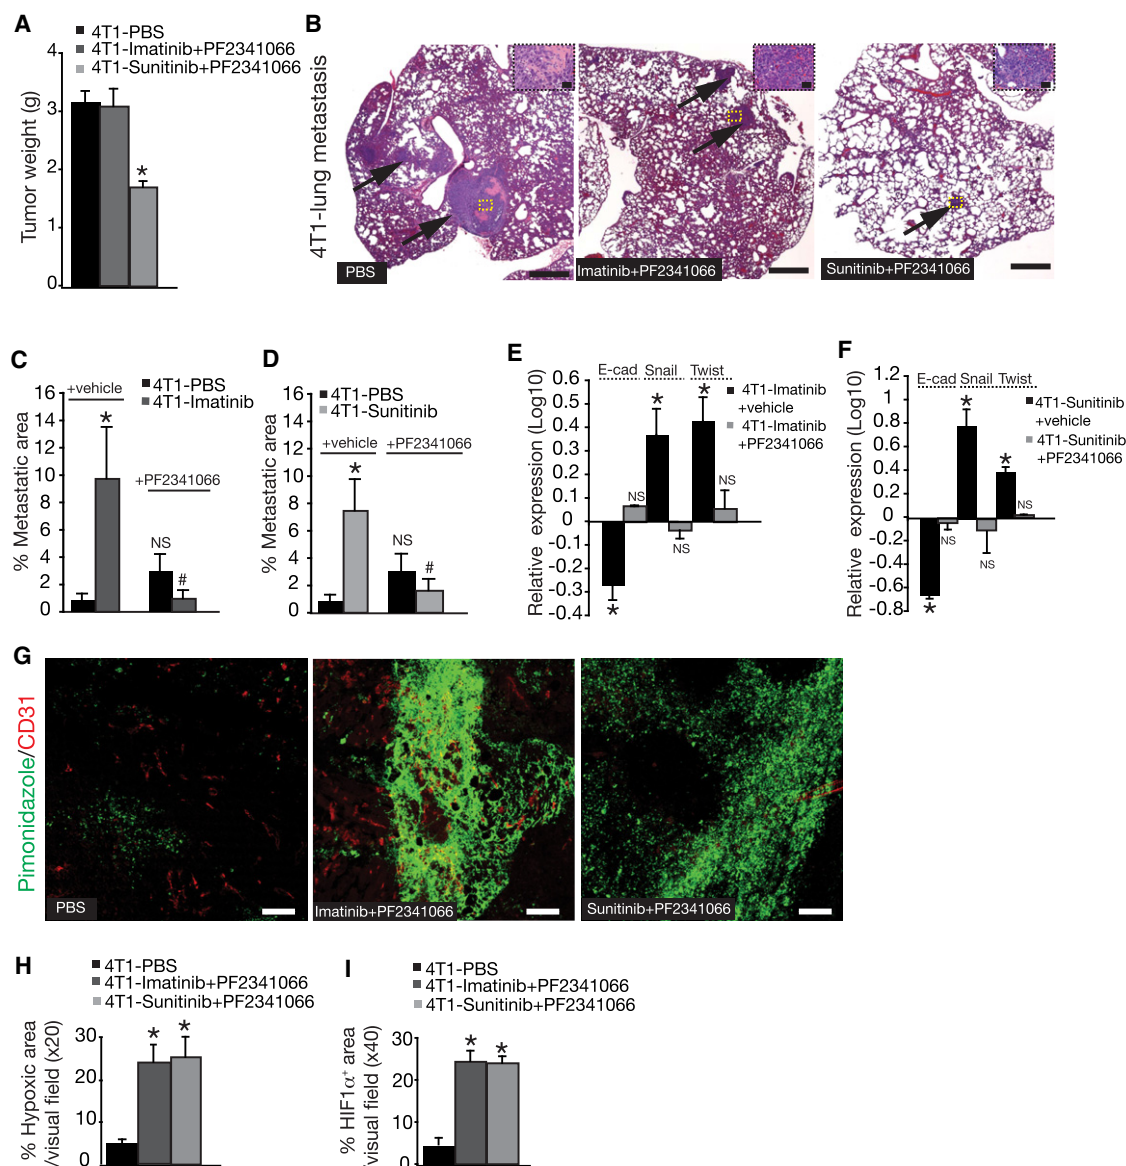 A
4T1-PBS
4T1-Imatinib+PF2341066
4T1-Sunitinib+PF2341066
Tumor weight (g)
4
3
2
1
0
*
B
4T1-lung metastasis
PBS
Imatinib+PF2341066
Sunitinib+PF2341066
C
4T1-PBS
4T1-Imatinib
+vehicle
+PF2341066
% Metastatic area
16
14
12
10
8
6
4
2
0
*
NS
#
D
4T1-PBS
4T1-Sunitinib
+vehicle
+PF2341066
% Metastatic area
16
14
12
10
8
6
4
2
0
*
NS
#
E
E-cad Snail Twist
4T1-Imatinib
+vehicle
4T1-Imatinib
+PF2341066
Relative expression (Log10)
0.6
0.5
0.4
0.3
0.2
0.1
0
-0.1
-0.2
-0.3
-0.4
*
NS
*
NS
*
NS
F
E-cad Snail Twist
4T1-Sunitinib
+vehicle
4T1-Sunitinib
+PF2341066
Relative expression (Log10)
1.2
1
0.8
0.6
0.4
0.2
0
-0.2
-0.4
-0.6
-0.8
*
NS
*
NS
*
NS
G
Pimonidazole/CD31
PBS
Imatinib+PF2341066
Sunitinib+PF2341066
H
4T1-PBS
4T1-Imatinib+PF2341066
4T1-Sunitinib+PF2341066
% Hypoxic area
/visual field (x20)
30
20
10
0
*
*
I
4T1-PBS
4T1-Imatinib+PF2341066
4T1-Sunitinib+PF2341066
% HIF1α⁺ area
/visual field (x40)
30
20
10
0
*
*